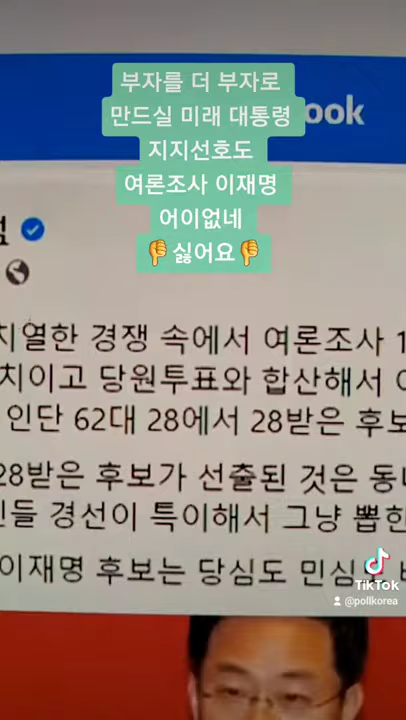 부자를 더 부자로
만드실 미래 대통령
ook
지지선호도
여론조사 이재명
어이없네
👎싫어요👎
치열한 경쟁 속에서 여론조사 1
치이고 당원투표와 합산해서
인단 62대 28에서 28받은 후보
28받은 후보가 선출된 것은 동
경선이 특이해서 그냥 뽑한
이재명 후보는 당심도 민심도
TikTok
@pollkorea